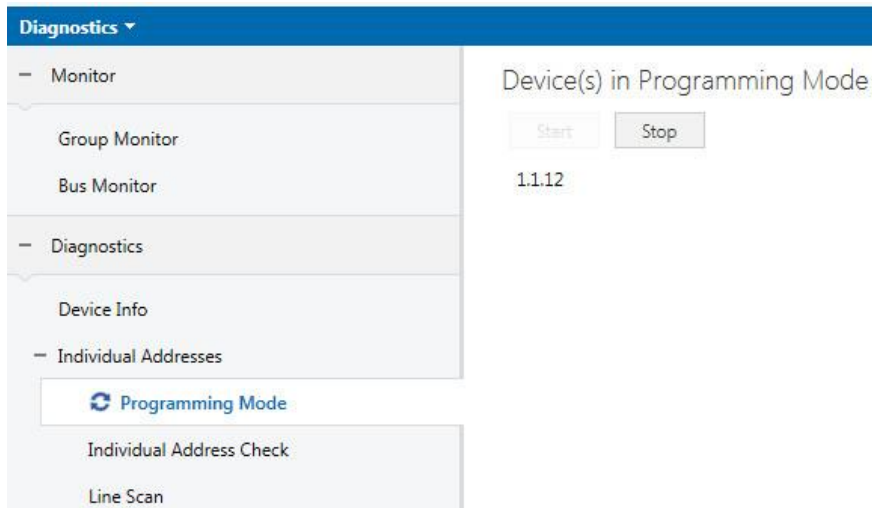 Diagnostics
Monitor
Group Monitor
Bus Monitor
Diagnostics
Device Info
Individual Addresses
Programming Mode
Individual Address Check
Line Scan
Device(s) in Programming Mode
Start
Stop
1.1.12